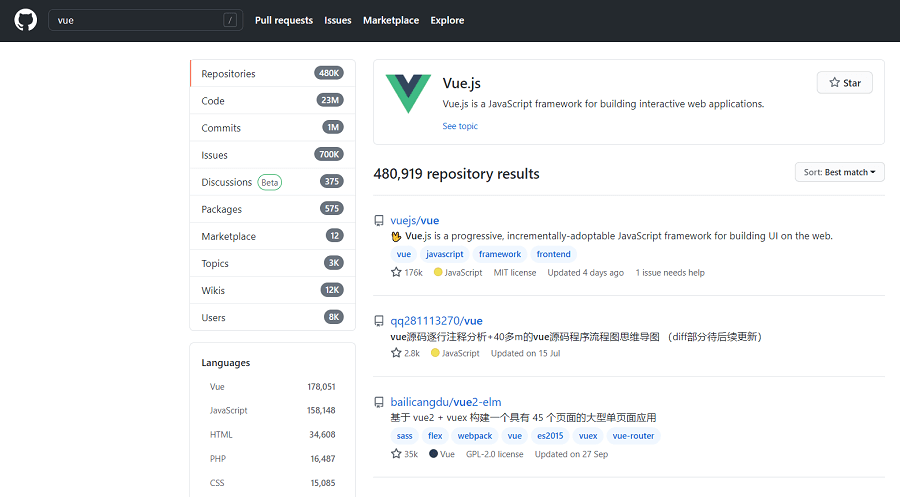 vue /
Pull requests Issues Marketplace Explore
Repositories 480K
Code 23M
Commits 1M
Issues 700K
Discussions Beta 375
Packages 575
Marketplace 12
Topics 3K
Wikis 12K
Users 8K
Languages
Vue 178,051
JavaScript 158,148
HTML 34,608
PHP 16,487
CSS 15,085
Vue.js
Star
Vue.js is a JavaScript framework for building interactive web applications.
See topic
480,919 repository results
Sort: Best match
vuejs/vue
🖖 Vue.js is a progressive, incrementally-adoptable JavaScript framework for building UI on the web.
vue javascript framework frontend
176k JavaScript MIT license Updated 4 days ago 1 issue needs help
qq281113270/vue
vue源码逐行注释分析+40多m的vue源码程序流程图思维导图 （diff部分待后续更新）
2.8k JavaScript Updated on 15 Jul
bailicangdu/vue2-elm
基于 vue2 + vuex 构建一个具有 45 个页面的大型单页面应用
sass flex webpack vue es2015 vuex vue-router
35k Vue GPL-2.0 license Updated on 27 Sep